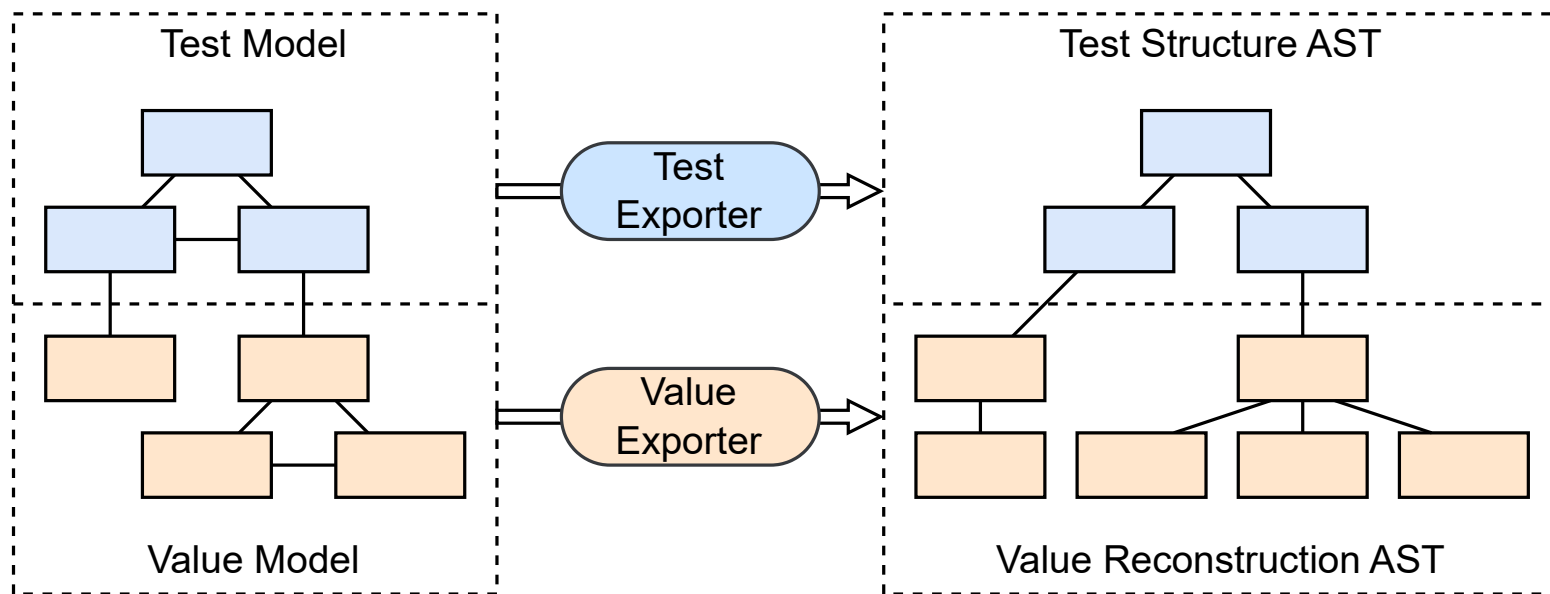 Test Model
Test Structure AST
Test
Exporter
Value
Exporter
Value Model
Value Reconstruction AST